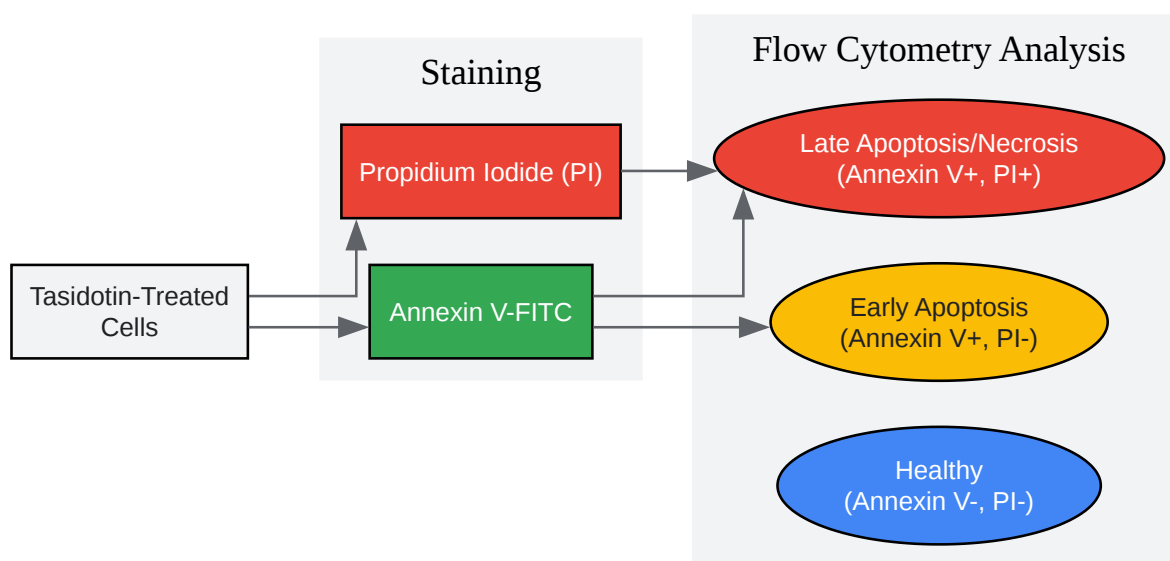 Staining
Flow Cytometry Analysis
Propidium Iodide (PI)
Late Apoptosis/Necrosis
(Annexin V+, PI+)
Tasidotin-Treated
Cells
Annexin V-FITC
Early Apoptosis
(Annexin V+, PI-)
Healthy
(Annexin V-, PI-)